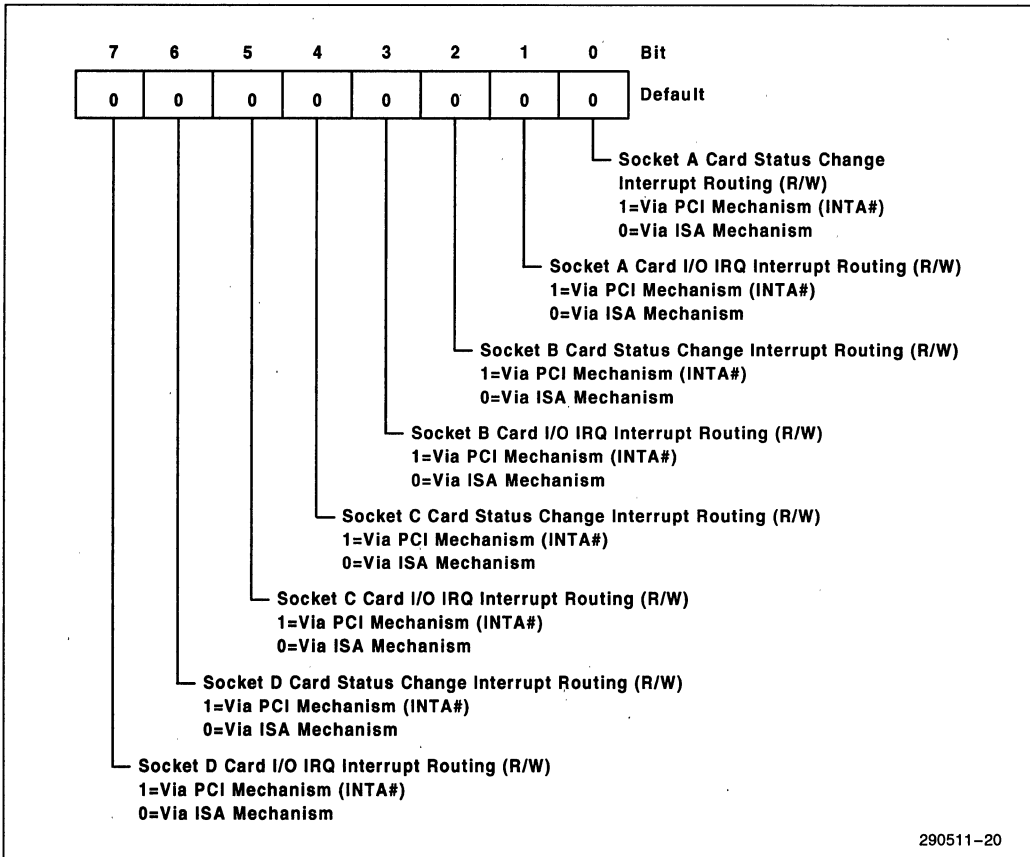 7 6 5 4 3 2 1 0 Bit
0 0 0 0 0 0 0 0 Default
Socket A Card Status Change
Interrupt Routing (R/W)
1=Via PCI Mechanism (INTA#)
0=Via ISA Mechanism
Socket A Card I/O IRQ Interrupt Routing (R/W)
1=Via PCI Mechanism (INTA#)
0=Via ISA Mechanism
Socket B Card Status Change Interrupt Routing (R/W)
1=Via PCI Mechanism (INTA#)
0=Via ISA Mechanism
Socket B Card I/O IRQ Interrupt Routing (R/W)
1=Via PCI Mechanism (INTA#)
0=Via ISA Mechanism
Socket C Card Status Change Interrupt Routing (R/W)
1=Via PCI Mechanism (INTA#)
0=Via ISA Mechanism
Socket C Card I/O IRQ Interrupt Routing (R/W)
1=Via PCI Mechanism (INTA#)
0=Via ISA Mechanism
Socket D Card Status Change Interrupt Routing (R/W)
1=Via PCI Mechanism (INTA#)
0=Via ISA Mechanism
Socket D Card I/O IRQ Interrupt Routing (R/W)
1=Via PCI Mechanism (INTA#)
0=Via ISA Mechanism
290511–20